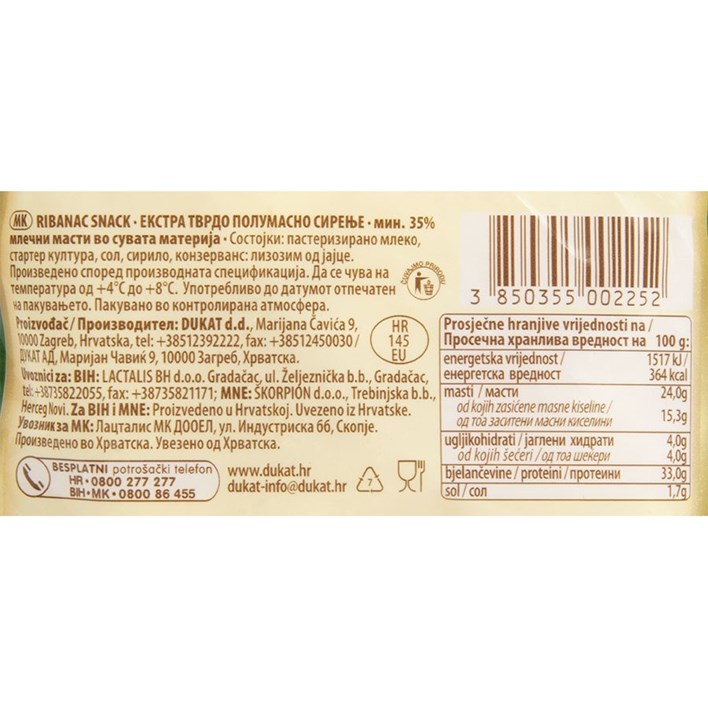 MK RIBANAC SNACK · ЕКСТРА ТВРДО ПОЛУМАСНО СИРЕЊЕ · мин. 35%
млечни масти во сувата материја · Состојки: пастеризирано млеко,
стартер култура, сол, сирило, конзерванс: лизозим од јајце.
Произведено според производната спецификација. Да се чува на
температура од +4°C до +8°C. Употребливо до датумот отпечатен
на пакувањето. Пакувано во контролирана атмосфера.
Proizvođač / Производител: DUKAT d.d., Marijana Čavića 9,
10000 Zagreb, Hrvatska, tel: +38512392222, fax: +38512450030 /
ДУКАТ АД, Маријан Чавиќ 9, 10000 Загреб, Хрватска.
Uvoznici za: BIH: LACTALIS BH d.o.o. Gradačac, ul. Željeznička b.b., Gradačac,
tel:+38735822055, fax: +38735821171; MNE: ŠKORPION d.o.o., Trebinjska b.b.,
Herceg Novi. Za BIH i MNE: Proizvedeno u Hrvatskoj. Uvezeno iz Hrvatske.
Увозник за МК: Лацталис МК ДООЕЛ, ул. Индустриска бб, Скопје.
Произведено во Хрватска. Увезено од Хрватска.
HR
145
EU
ČUVAJMO PRIRODU
BESPLATNI potrošački telefon
HR · 0800 277 277
BIH · MK · 0800 86 455
www.dukat.hr
dukat-info@dukat.hr
7
3 850355 002252
Prosječne hranjive vrijednosti na /
Просечна хранлива вредност на 100 g:
energetska vrijednost / 1517 kJ /
енергетска вредност 364 kcal
masti / масти 24,0g
od kojih zasićene masne kiseline /
од тоа заситени масни киселини 15,3g
ugljikohidrati / јаглени хидрати 4,0g
od kojih šećeri / од тоа шеќери 4,0g
bjelančevine / proteini / протеини 33,0g
sol / сол 1,7g